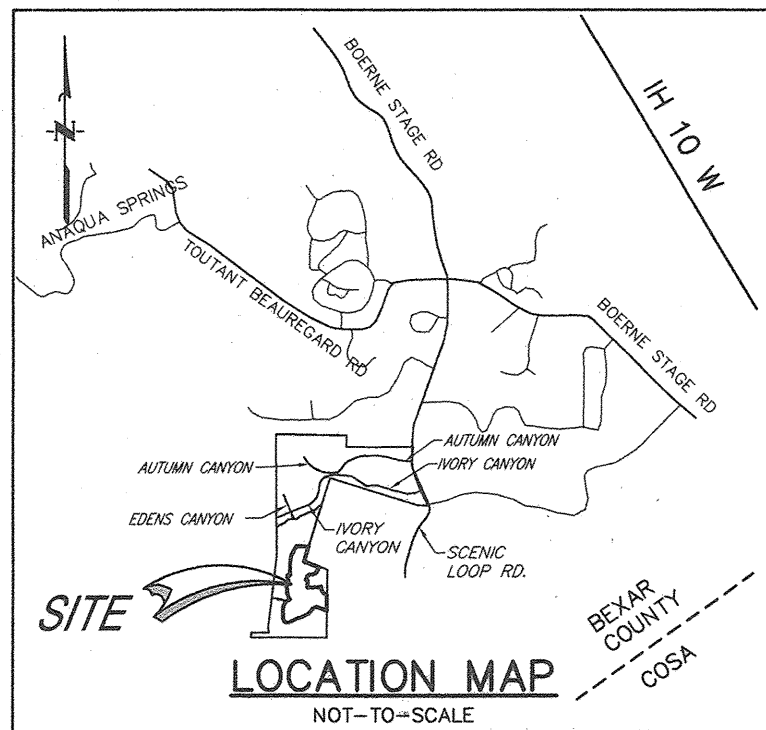 BOERNE STAGE RD
IH 10 W
N
ANAQUA SPRINGS
TOUTANT BEAUREGARD RD
BOERNE STAGE RD
AUTUMN CANYON
AUTUMN CANYON
IVORY CANYON
EDENS CANYON
IVORY
CANYON
SCENIC
LOOP RD.
SITE
BEXAR
COUNTY
COSA
LOCATION MAP
NOT-TO-SCALE